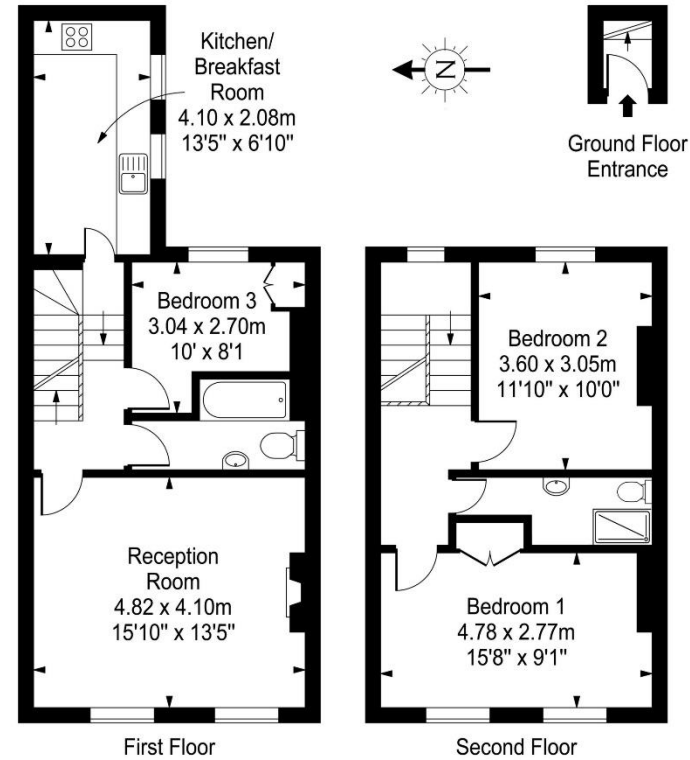 Kitchen/
Breakfast
Room
4.10 x 2.08m
13'5" x 6'10"
N
Ground Floor
Entrance
Bedroom 3
3.04 x 2.70m
10' x 8'1
Bedroom 2
3.60 x 3.05m
11'10" x 10'0"
Reception
Room
4.82 x 4.10m
15'10" x 13'5"
Bedroom 1
4.78 x 2.77m
15'8" x 9'1"
First Floor
Second Floor